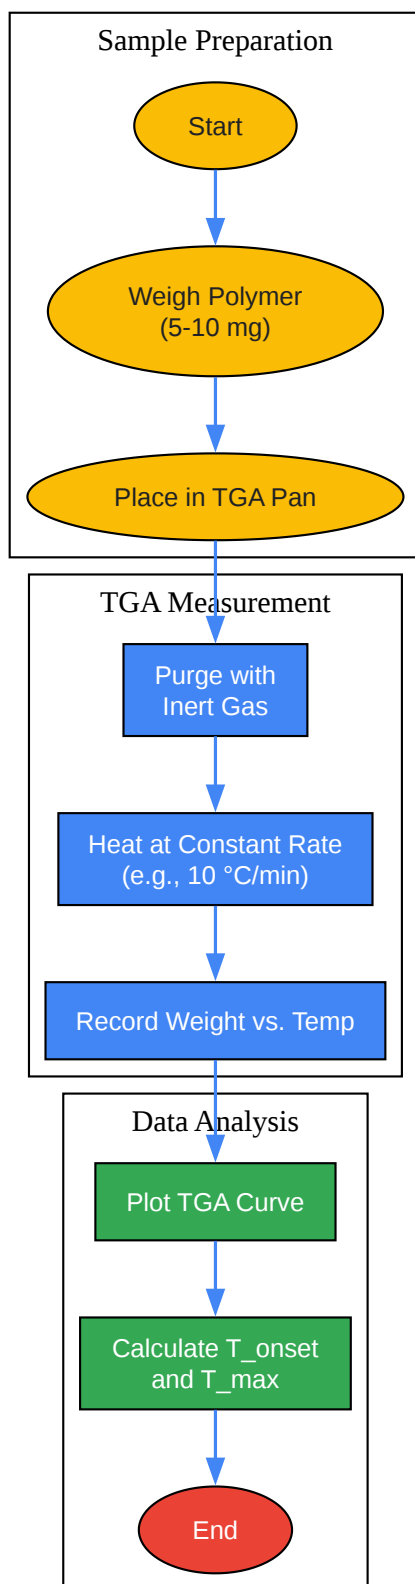 Sample Preparation
Start
Weigh Polymer
(5-10 mg)
Place in TGA Pan
TGA Measurement
Purge with
Inert Gas
Heat at Constant Rate
(e.g., 10 °C/min)
Record Weight vs. Temp
Data Analysis
Plot TGA Curve
Calculate T_onset
and T_max
End